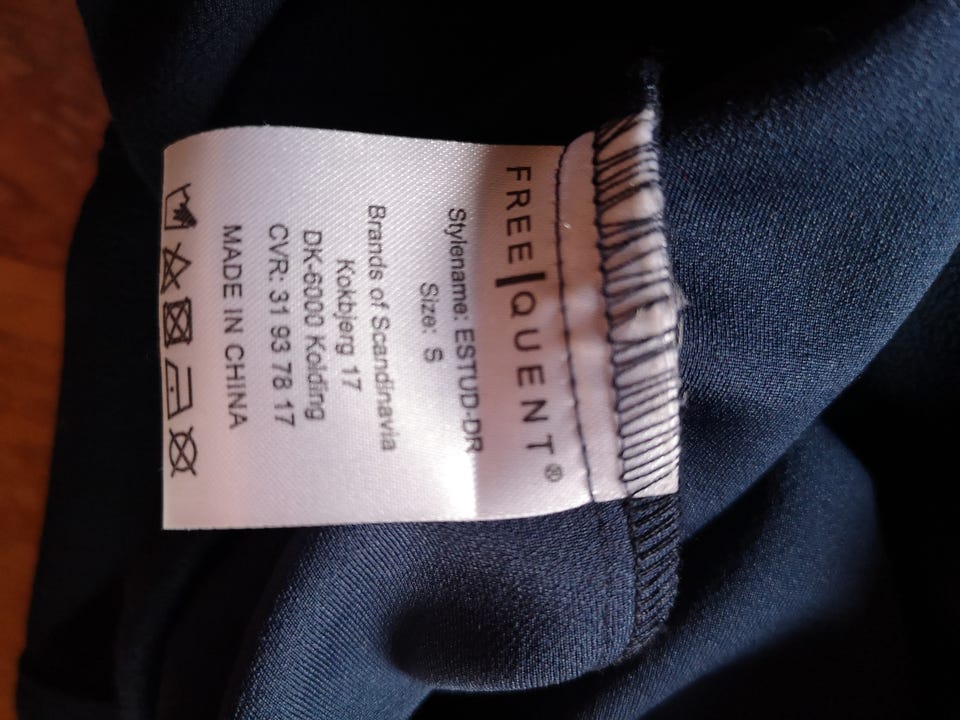 FREE|QUENT®
Stylename: ESTUD-DR
Size: S
Brands of Scandinavia
Kokbjerg 17
DK-6000 Kolding
CVR: 31 93 78 17
MADE IN CHINA